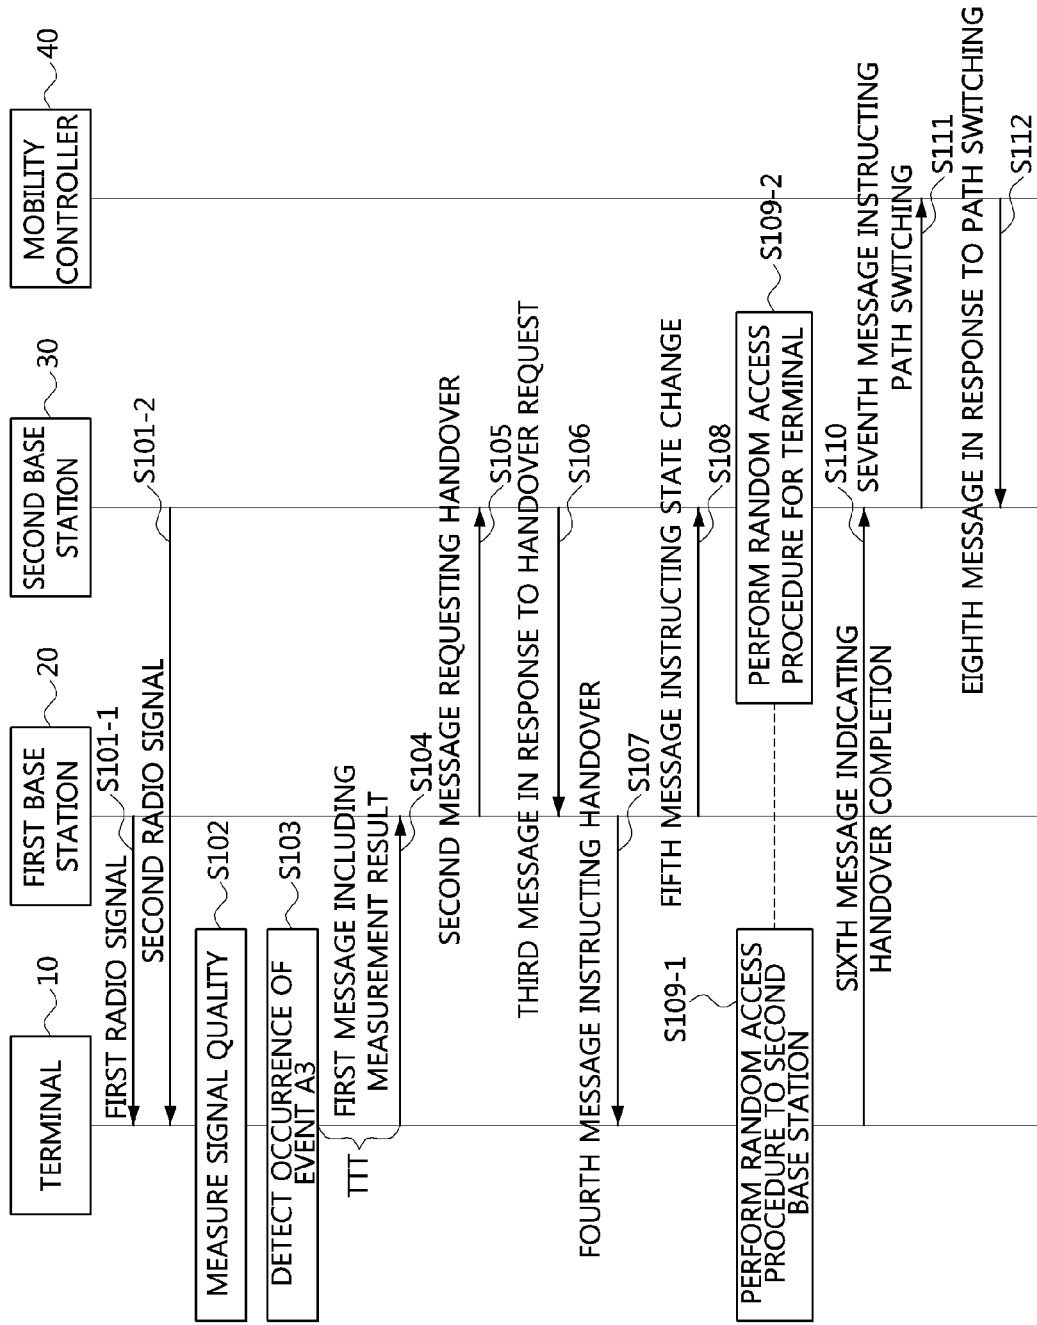 TERMINAL
10
FIRST BASE
STATION
20
SECOND BASE
STATION
30
MOBILITY
CONTROLLER
40
FIRST RADIO SIGNAL
S101-1
SECOND RADIO SIGNAL
S101-2
MEASURE SIGNAL QUALITY
S102
DETECT OCCURRENCE OF
EVENT A3
S103
TTT
FIRST MESSAGE INCLUDING
MEASUREMENT RESULT
S104
SECOND MESSAGE REQUESTING HANDOVER
S105
THIRD MESSAGE IN RESPONSE TO HANDOVER REQUEST
S106
FOURTH MESSAGE INSTRUCTING HANDOVER
S107
FIFTH MESSAGE INSTRUCTING STATE CHANGE
S108
S109-1
PERFORM RANDOM ACCESS
PROCEDURE TO SECOND
BASE STATION
PERFORM RANDOM ACCESS
PROCEDURE FOR TERMINAL
S109-2
SIXTH MESSAGE INDICATING
HANDOVER COMPLETION
S110
SEVENTH MESSAGE INSTRUCTING
PATH SWITCHING
S111
EIGHTH MESSAGE IN RESPONSE TO PATH SWITCHING
S112